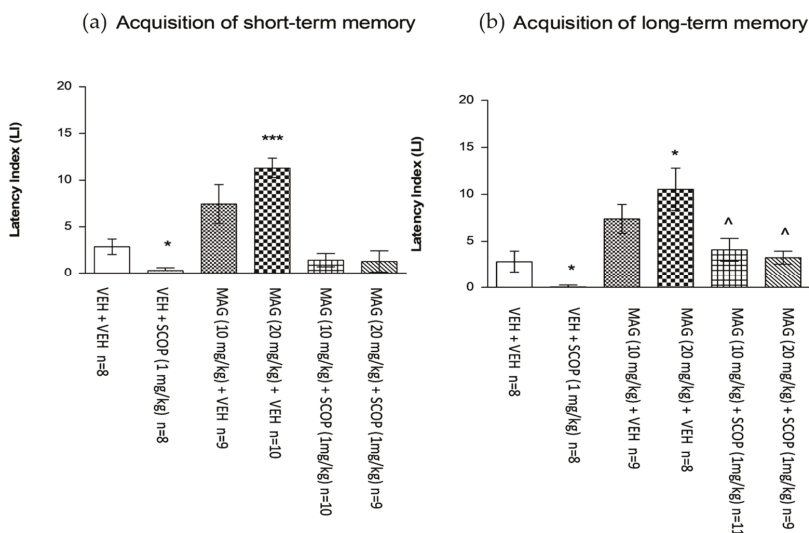 (a) Acquisition of short-term memory
Latency Index (LI)
20
15
10
5
0
*
***
VEH + VEH n=8
VEH + SCOP (1 mg/kg) n=8
MAG (10 mg/kg) + VEH n=9
MAG (20 mg/kg) + VEH n=10
MAG (10 mg/kg) + SCOP (1mg/kg) n=10
MAG (20 mg/kg) + SCOP (1mg/kg) n=9
(b) Acquisition of long-term memory
Latency Index (LI)
20
15
10
5
0
*
*
^
^
VEH + VEH n=8
VEH + SCOP (1 mg/kg) n=8
MAG (10 mg/kg) + VEH n=9
MAG (20 mg/kg) + VEH n=8
MAG (10 mg/kg) + SCOP (1mg/kg) n=11
MAG (20 mg/kg) + SCOP (1mg/kg) n=9